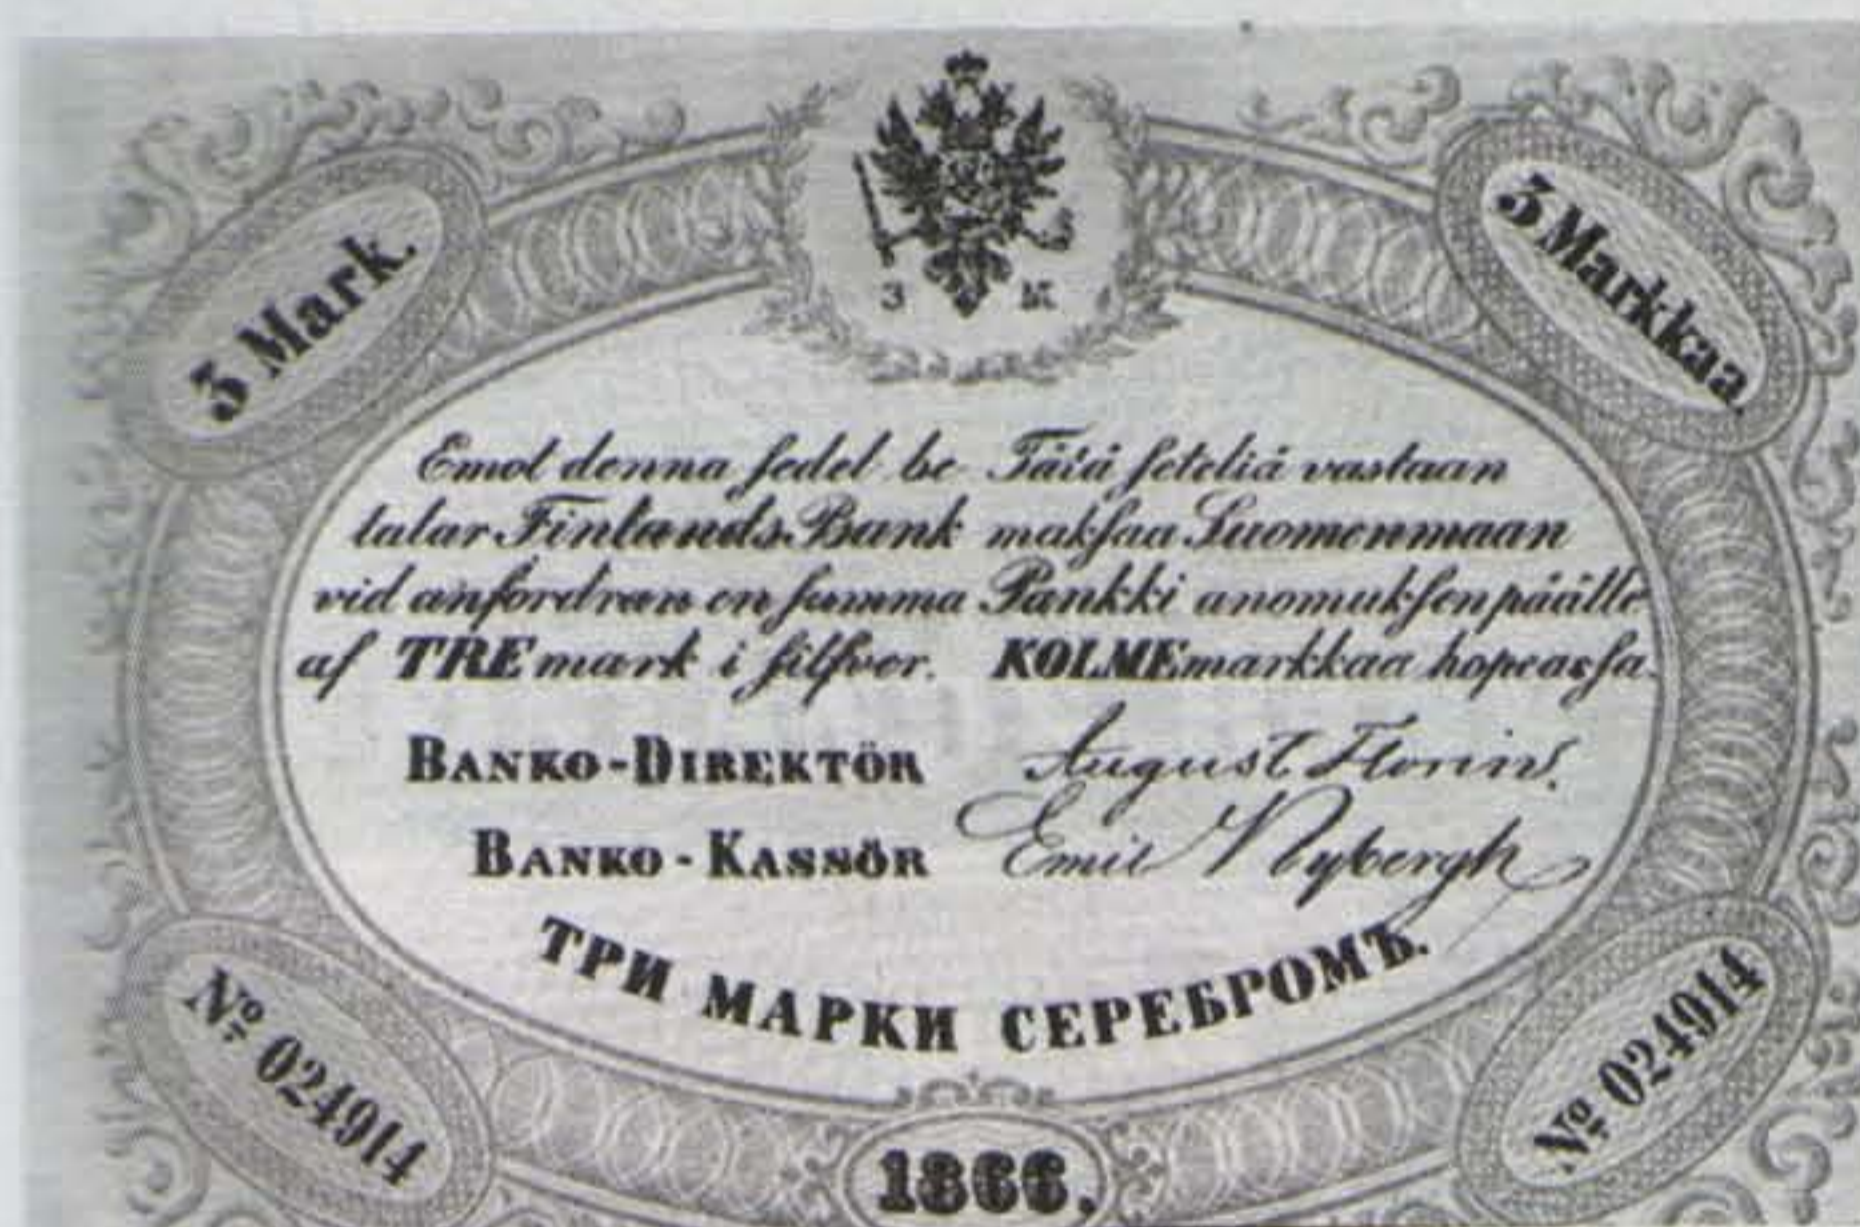 3 Mark.
3 Markkaa.
3 M
Emot denna sedel be
talar Finlands Bank
vid anfordran en summa
af TRE mark i silfver.
Tätä seteliä vastaan
maksaa Suomenmaan
Pankki anomuksen päälle
KOLME markkaa hopeassa.
BANKO-DIREKTÖR August Florin.
BANKO-KASSÖR Emil Nybergh
ТРИ МАРКИ СЕРЕБРОМЪ.
No 024914
No 024914
1866.